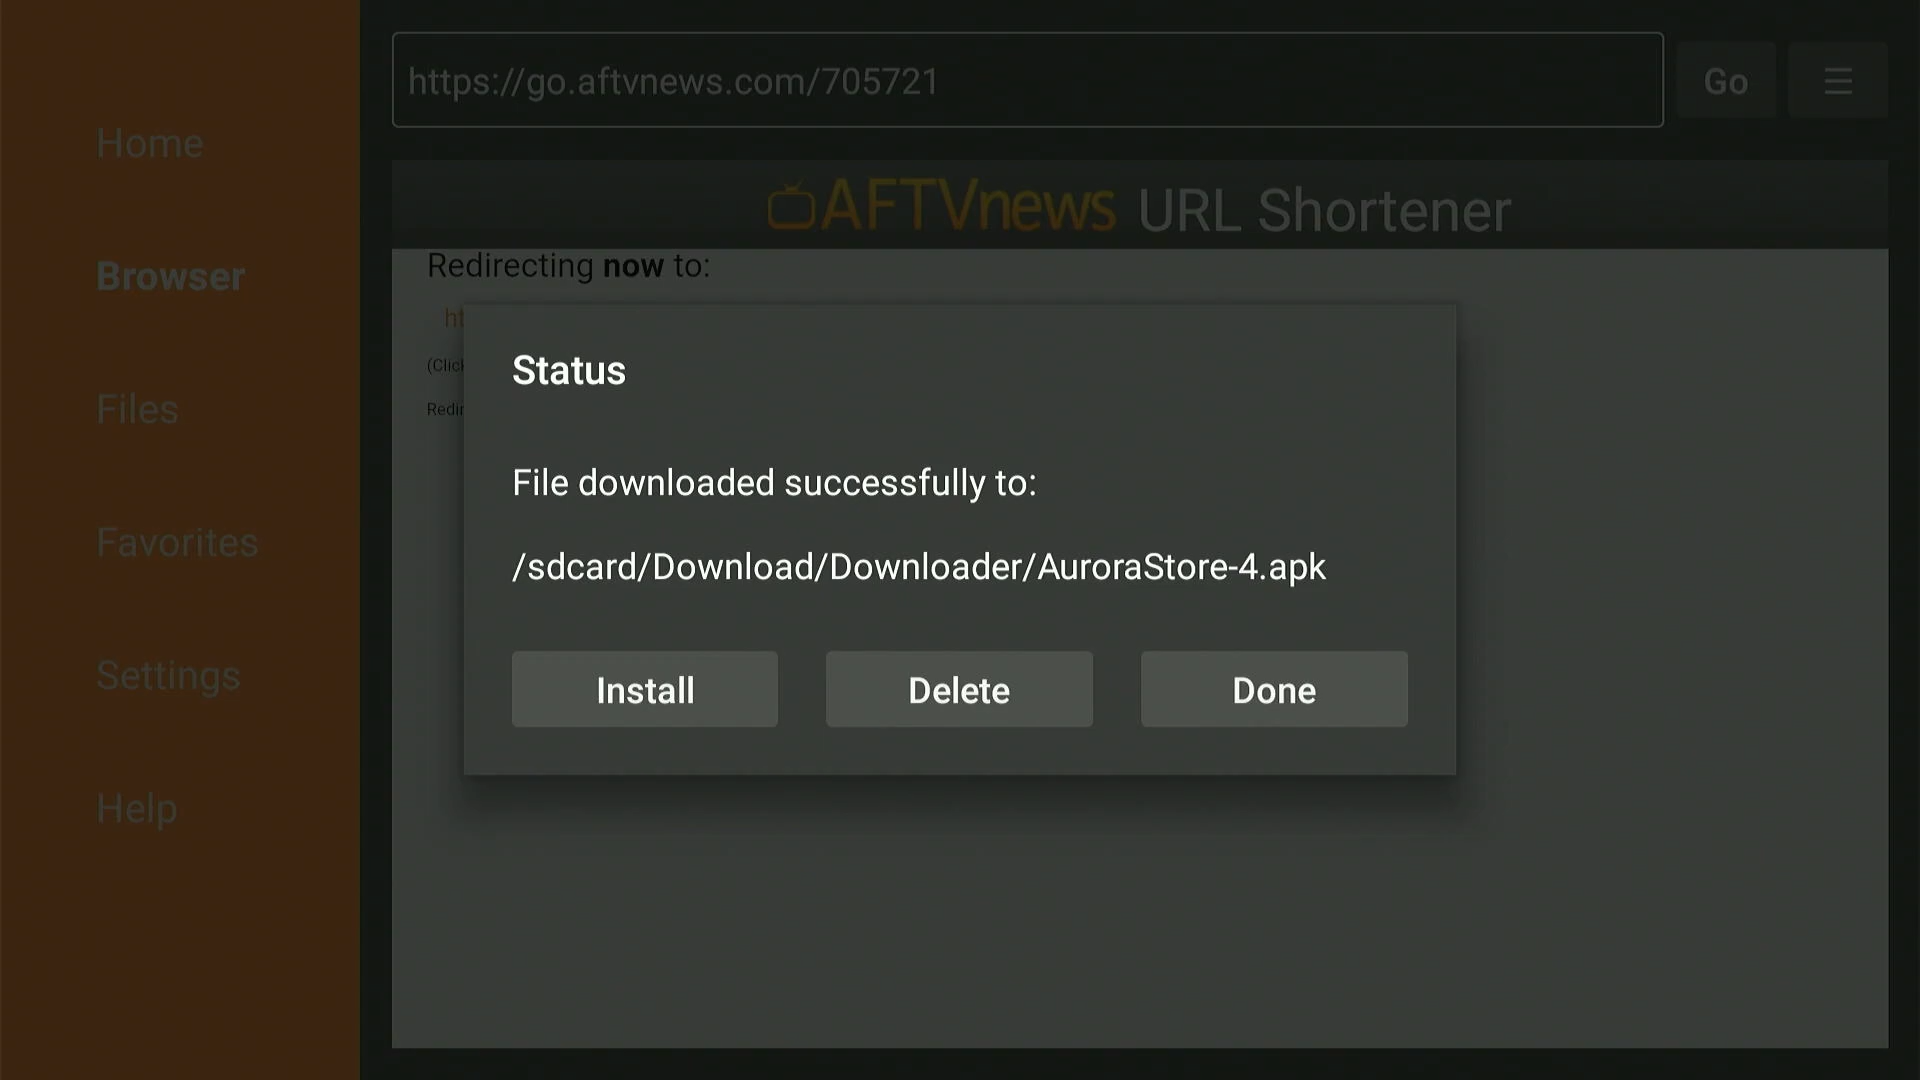 https://go.aftvnews.com/705721
Go
Home
AFTVnews URL Shortener
Browser
Redirecting now to:
Status
Files
File downloaded successfully to:
Favorites
/sdcard/Download/Downloader/AuroraStore-4.apk
Settings
Install
Delete
Done
Help